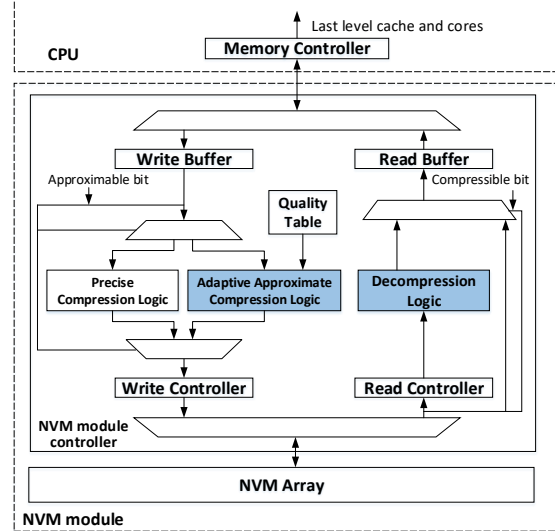 Last level cache and cores
CPU
Memory Controller
Write Buffer
Read Buffer
Approximable bit
Compressible bit
Quality
Table
Precise
Compression Logic
Adaptive Approximate
Compression Logic
Decompression
Logic
Write Controller
Read Controller
NVM module
controller
NVM Array
NVM module